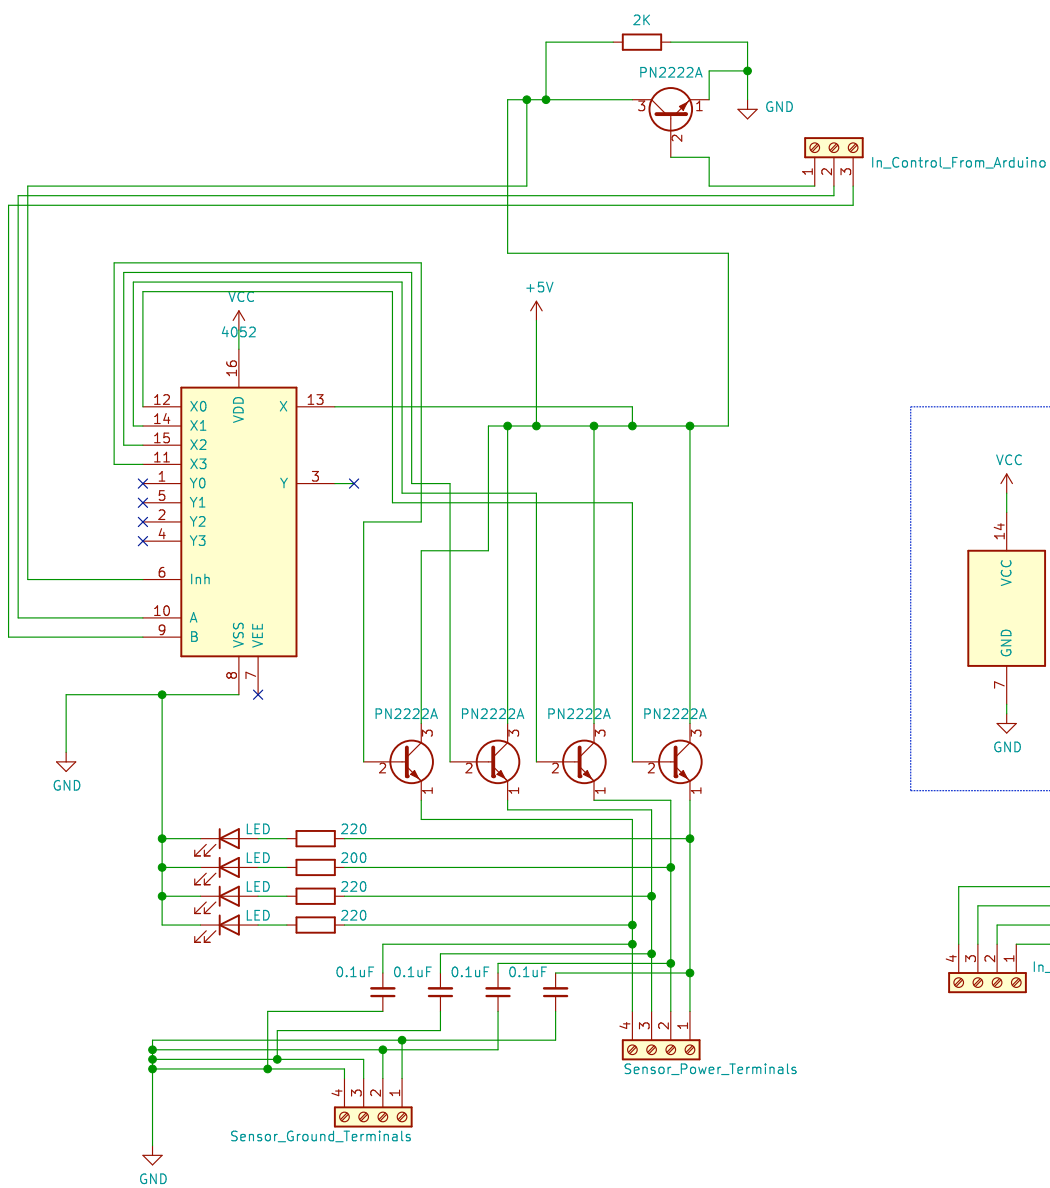 2K
PN2222A
3
1
2
GND
In_Control_From_Arduino
1 2 3
+5V
VCC
4052
16
VDD
12 X0 X 13
14 X1
15 X2
11 X3
1 Y0 Y 3
5 Y1
2 Y2
4 Y3
6 Inh
10 A
9 B
VSS VEE
8 7
GND
VCC
14
VCC
GND
7
GND
PN2222A PN2222A PN2222A PN2222A
3 3 3 3
2 2 2 2
1 1 1 1
LED 220
LED 200
LED 220
LED 220
0.1uF 0.1uF 0.1uF 0.1uF
4 3 2 1
In_
4 3 2 1
Sensor_Power_Terminals
4 3 2 1
Sensor_Ground_Terminals
GND